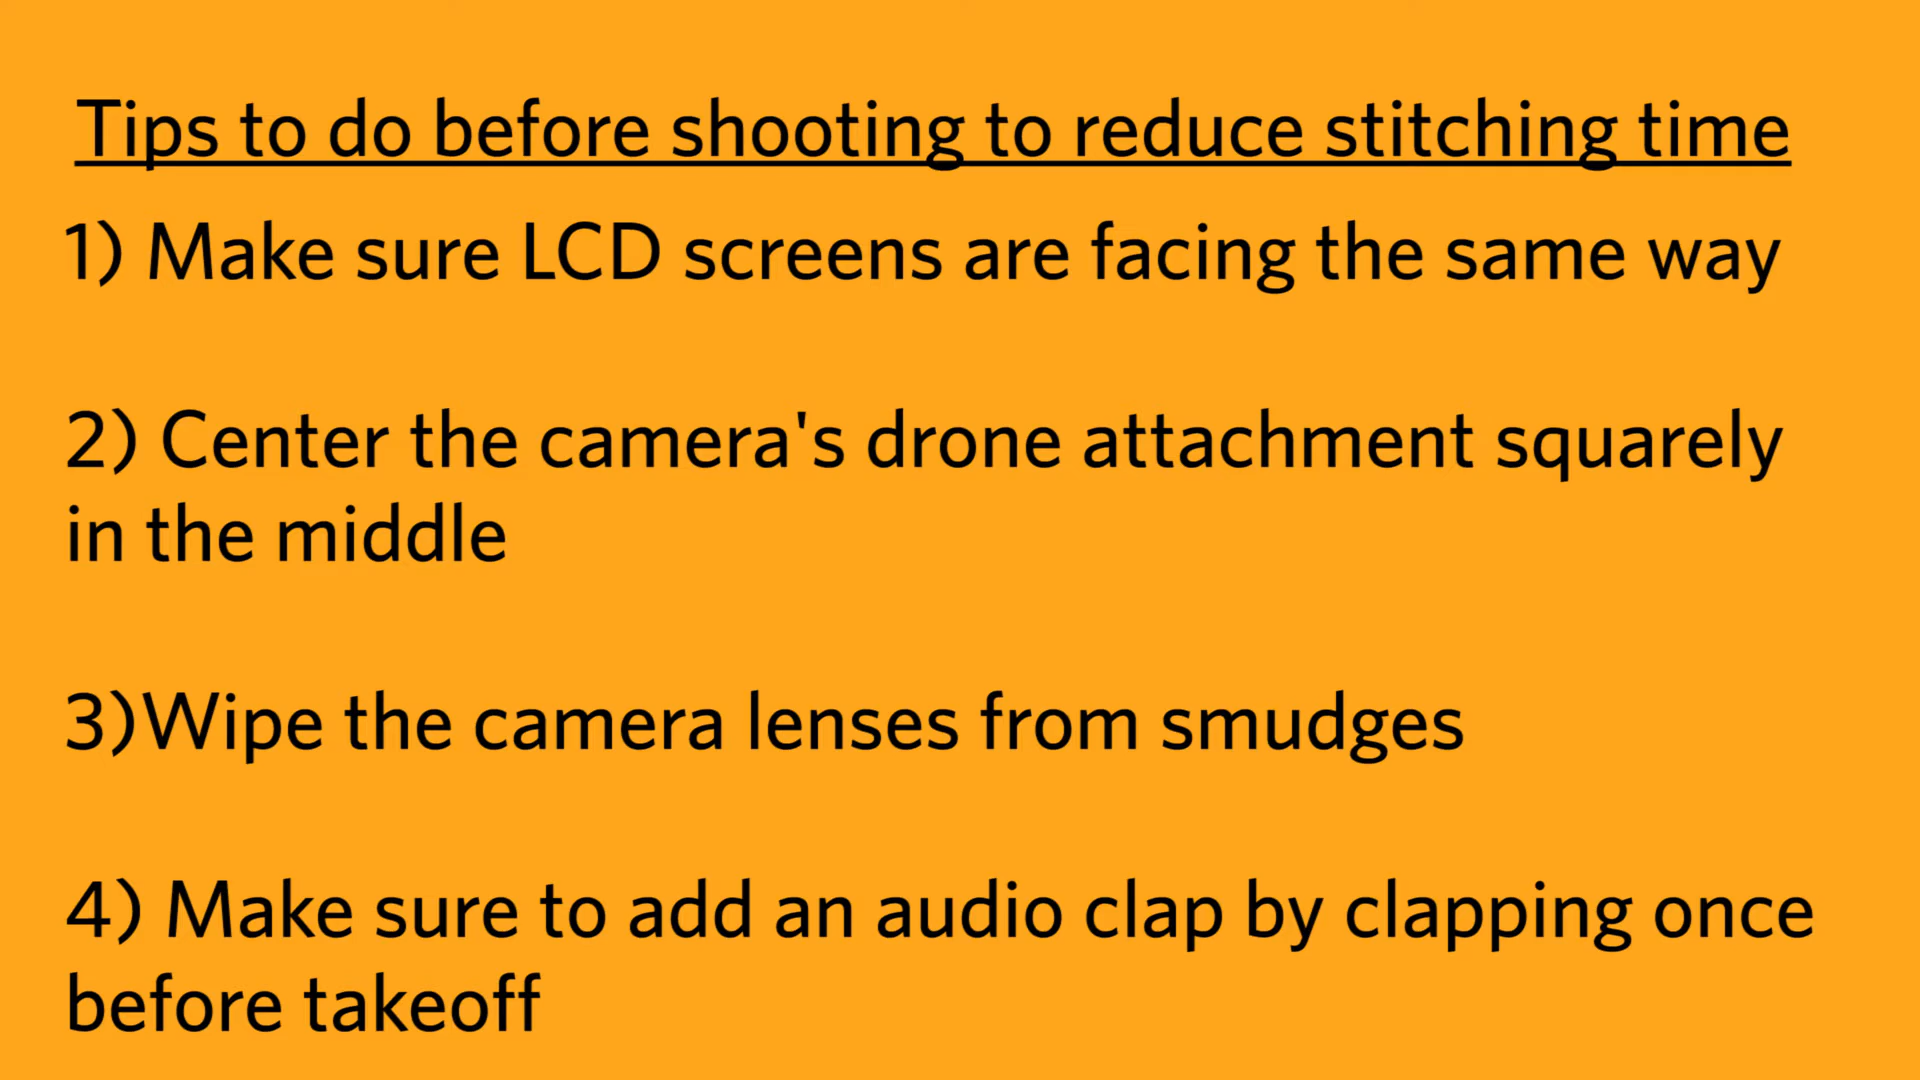 Tips to do before shooting to reduce stitching time
1) Make sure LCD screens are facing the same way
2) Center the camera's drone attachment squarely
in the middle
3)Wipe the camera lenses from smudges
4) Make sure to add an audio clap by clapping once
before takeoff